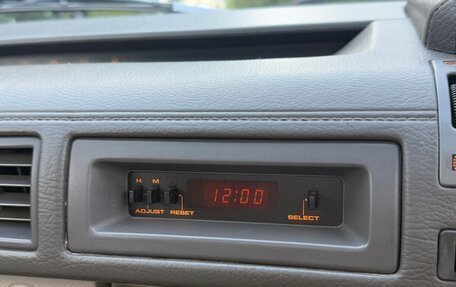 H M
12:00
ADJUST RESET
SELECT